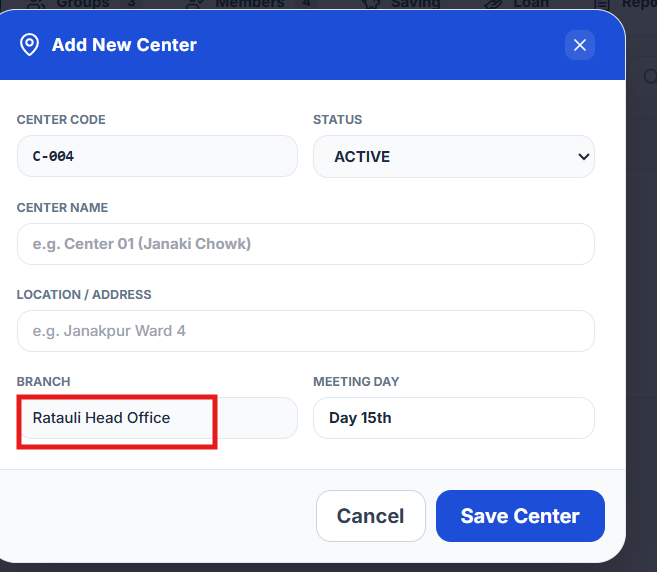 Groups 3 Members 4 Saving Loan Repo
Add New Center
CENTER CODE STATUS
C-004 ACTIVE
CENTER NAME
e.g. Center 01 (Janaki Chowk)
LOCATION / ADDRESS
e.g. Janakpur Ward 4
BRANCH MEETING DAY
Ratauli Head Office Day 15th
Cancel Save Center